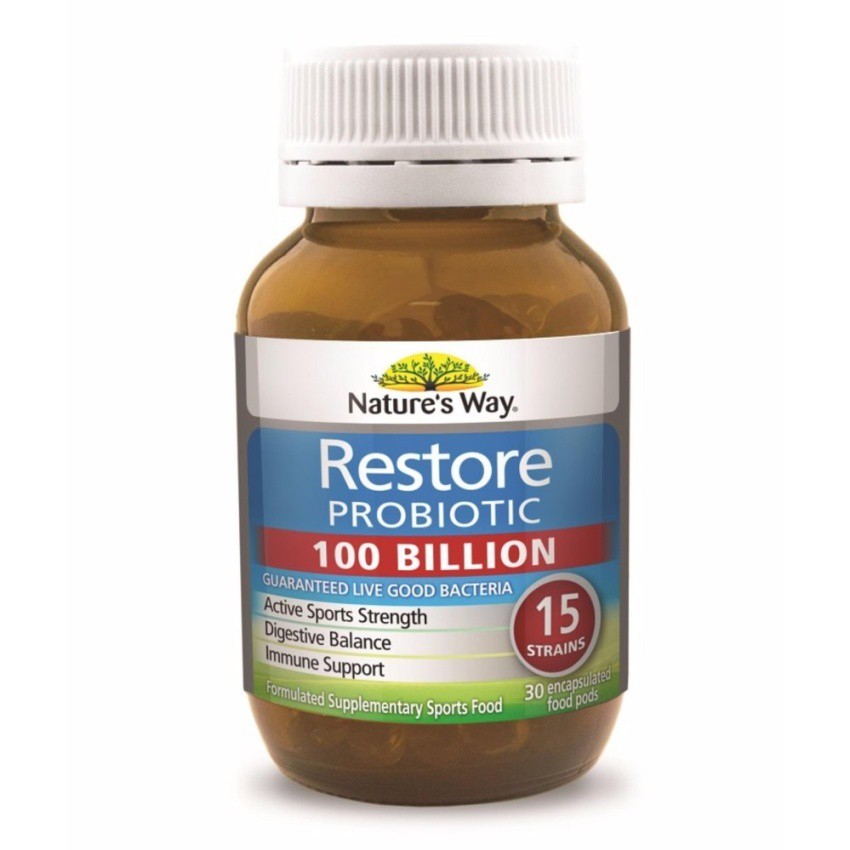 Nature's Way®
Restore
PROBIOTIC
100 BILLION
GUARANTEED LIVE GOOD BACTERIA
Active Sports Strength
Digestive Balance
Immune Support
15
STRAINS
Formulated Supplementary Sports Food
30 encapsulated
food pods